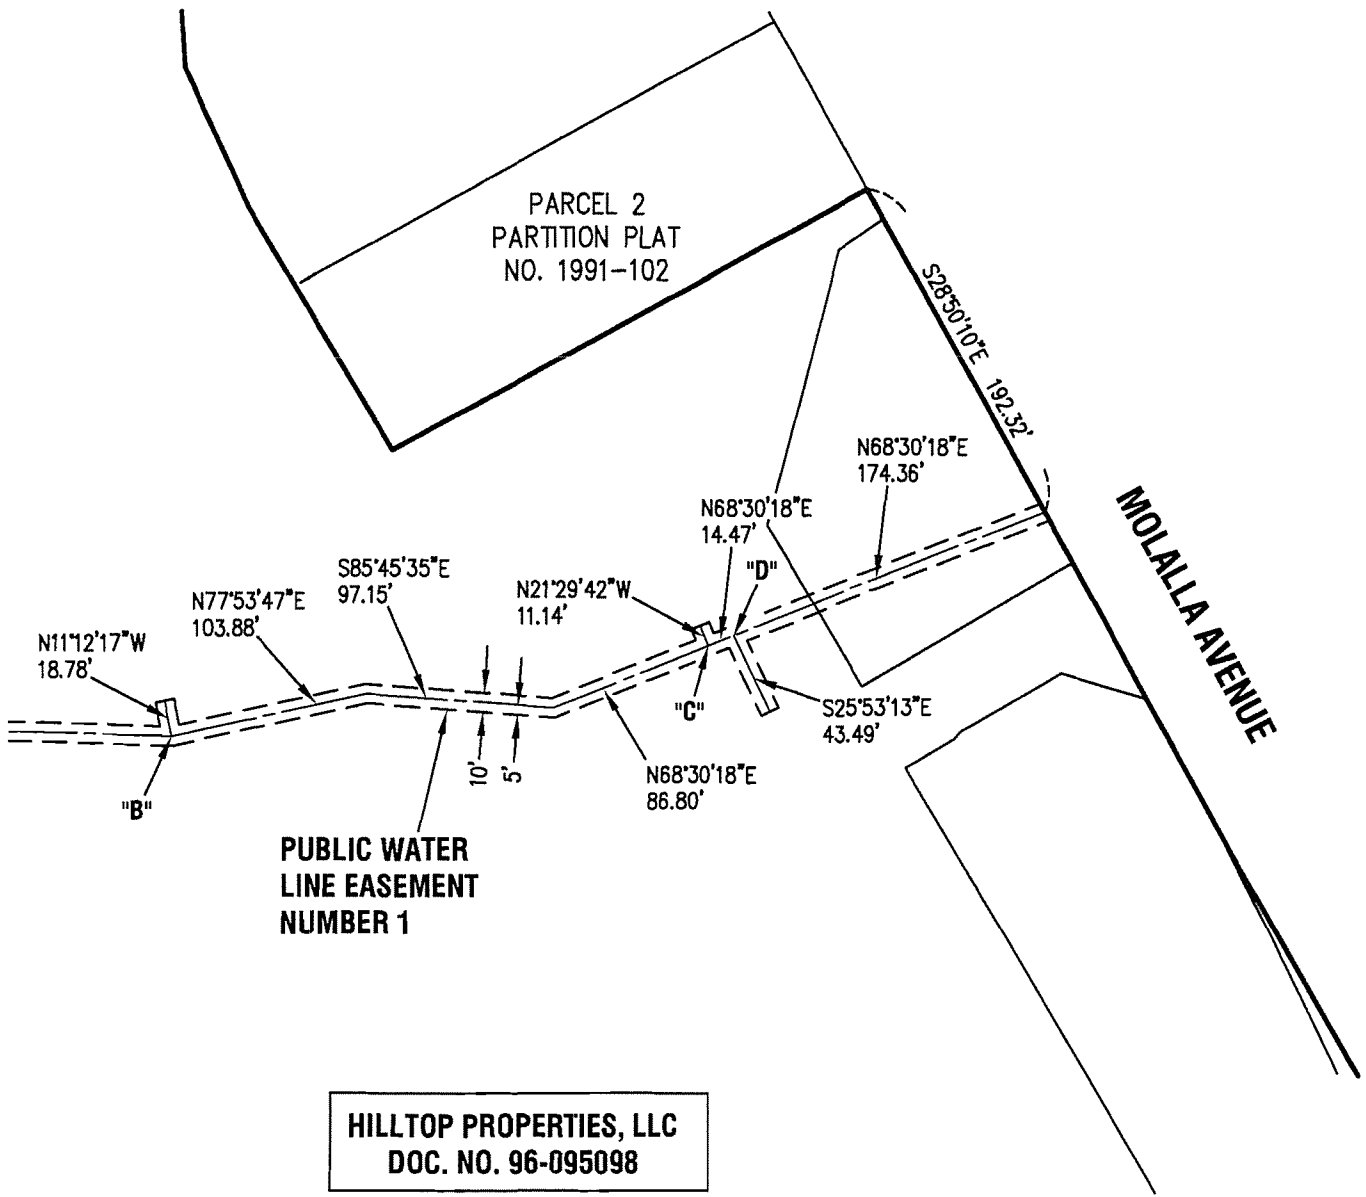 PARCEL 2
PARTITION PLAT
NO. 1991-102
S28°50'10"E 192.32'
N68°30'18"E
174.36'
MOLALLA AVENUE
N68°30'18"E
14.47'
"D"
S85°45'35"E
97.15'
N21°29'42"W
11.14'
N77°53'47"E
103.88'
N11°12'17"W
18.78'
"C"
S25°53'13"E
43.49'
10'
5'
N68°30'18"E
86.80'
"B"
PUBLIC WATER
LINE EASEMENT
NUMBER 1
HILLTOP PROPERTIES, LLC
DOC. NO. 96-095098